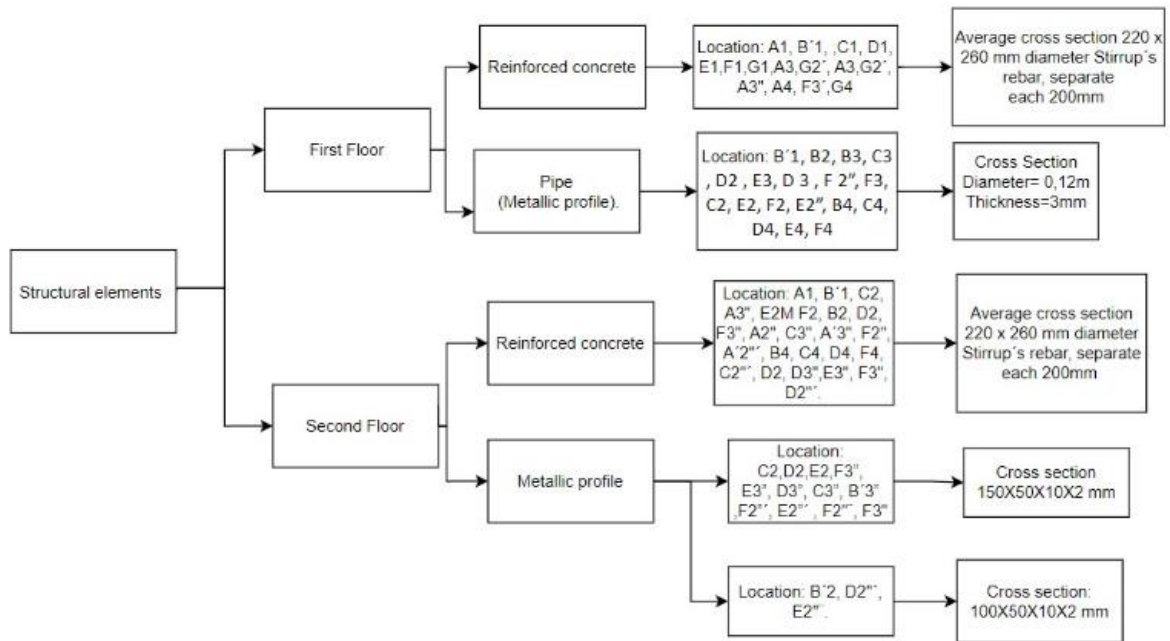 Structural elements
First Floor
Reinforced concrete
Location: A1, B´1, ,C1, D1,
E1,F1,G1,A3,G2´, A3,G2´,
A3", A4, F3´,G4
Average cross section 220 x
260 mm diameter Stirrup´s
rebar, separate
each 200mm
Pipe
(Metallic profile).
Location: B´1, B2, B3, C3
, D2 , E3, D 3 , F 2″, F3,
C2, E2, F2, E2″, B4, C4,
D4, E4, F4
Cross Section
Diameter= 0,12m
Thickness=3mm
Second Floor
Reinforced concrete
Location: A1, B´1, C2,
A3", E2M F2, B2, D2,
F3", A2", C3", A´3", F2",
A´2"´, B4, C4, D4, F4,
C2"´, D2, D3",E3", F3",
D2"´.
Average cross section
220 x 260 mm diameter
Stirrup´s rebar, separate
each 200mm
Metallic profile
Location:
C2,D2,E2,F3",
E3", D3", C3", B´3"
,F2"´, E2"´, F2"¨, F3"
Cross section
150X50X10X2 mm
Location: B´2, D2"´,
E2"¨.
Cross section:
100X50X10X2 mm